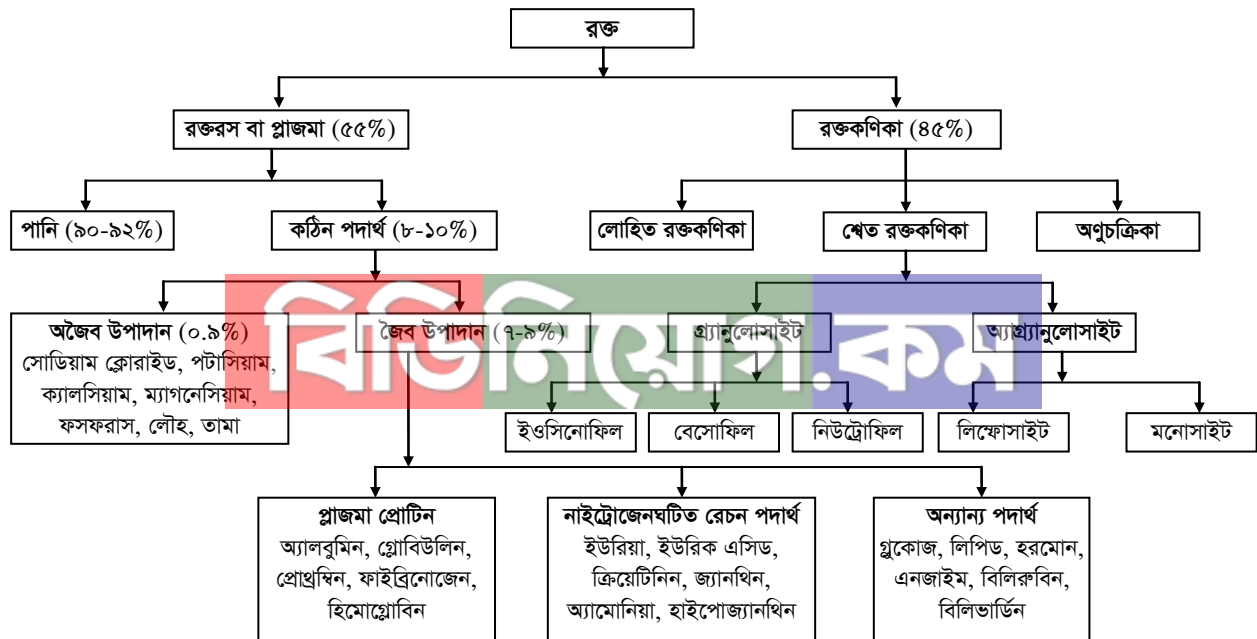 রক্ত
রক্তরস বা প্লাজমা (৫৫%)
রক্তকণিকা (৪৫%)
পানি (৯০-৯২%)
কঠিন পদার্থ (৮-১০%)
লোহিত রক্তকণিকা
শ্বেত রক্তকণিকা
অণুচক্রিকা
অজৈব উপাদান (০.৯%)
সোডিয়াম ক্লোরাইড, পটাসিয়াম,
ক্যালসিয়াম, ম্যাগনেসিয়াম,
ফসফরাস, লৌহ, তামা
জৈব উপাদান (৭-৯%)
গ্র্যানুলোসাইট
অ্যাগ্র্যানুলোসাইট
বিডিনিয়োগ.কম
ইওসিনোফিল
বেসোফিল
নিউট্রোফিল
লিম্ফোসাইট
মনোসাইট
প্লাজমা প্রোটিন
অ্যালবুমিন, গ্লোবিউলিন,
প্রোথ্রম্বিন, ফাইব্রিনোজেন,
হিমোগ্লোবিন
নাইট্রোজেনঘটিত রেচন পদার্থ
ইউরিয়া, ইউরিক এসিড,
ক্রিয়েটিনিন, জ্যানথিন,
অ্যামোনিয়া, হাইপোজ্যানথিন
অন্যান্য পদার্থ
গ্লুকোজ, লিপিড, হরমোন,
এনজাইম, বিলিরুবিন,
বিলিভার্ডিন